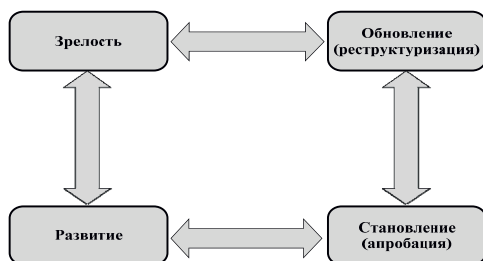 Зрелость
Обновление
(реструктуризация)
Развитие
Становление
(апробация)